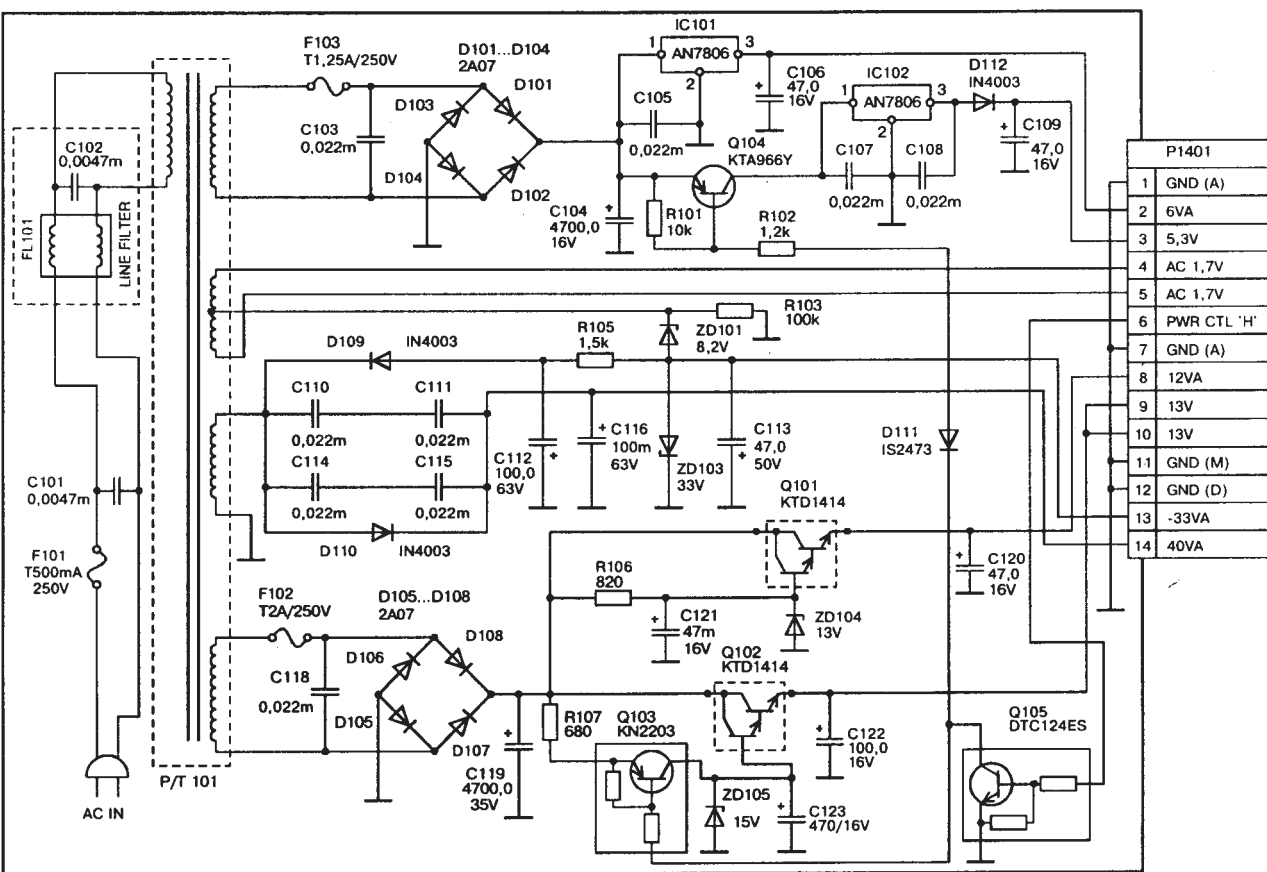 IC101
1 AN7806 3
2
F103
T1,25A/250V
D101...D104
2A07
D103
D101
D104
D102
C103
0,022m
C105
0,022m
C106
47,0
16V
IC102
1 AN7806 3
2
D112
IN4003
C109
47,0
16V
Q104
KTA966Y
C107
0,022m
C108
0,022m
C104
4700,0
16V
R101
10k
R102
1,2k
C102
0,0047m
FL101
LINE FILTER
P1401
1 GND (A)
2 6VA
3 5,3V
4 AC 1,7V
5 AC 1,7V
6 PWR CTL 'H'
7 GND (A)
8 12VA
9 13V
10 13V
11 GND (M)
12 GND (D)
13 -33VA
14 40VA
R103
100k
ZD101
8,2V
R105
1,5k
D109
IN4003
C110
0,022m
C111
0,022m
C114
0,022m
C115
0,022m
D110
IN4003
C112
100,0
63V
C116
100m
63V
ZD103
33V
C113
47,0
50V
D111
IS2473
C101
0,0047m
F101
T500mA
250V
Q101
KTD1414
R106
820
C121
47m
16V
ZD104
13V
C120
47,0
16V
F102
T2A/250V
D105...D108
2A07
D106
D108
D105
D107
C118
0,022m
C119
4700,0
35V
R107
680
Q103
KN2203
Q102
KTD1414
C122
100,0
16V
ZD105
15V
C123
470/16V
Q105
DTC124ES
P/T 101
AC IN